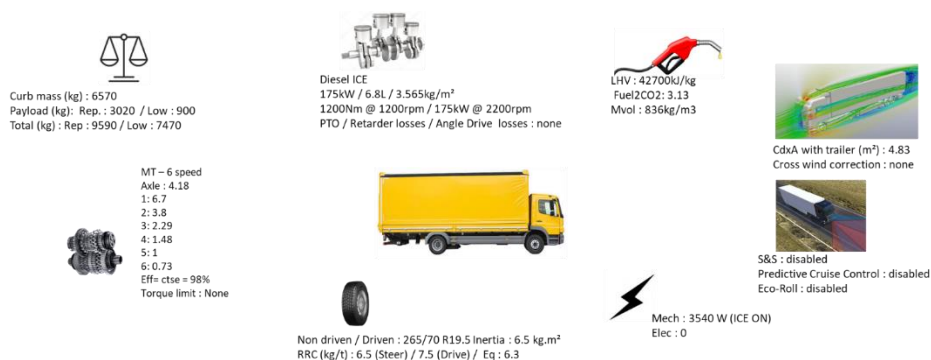 Curb mass (kg) : 6570
Payload (kg): Rep. : 3020 / Low : 900
Total (kg) : Rep : 9590 / Low : 7470
Diesel ICE
175kW / 6.8L / 3.565kg/m²
1200Nm @ 1200rpm / 175kW @ 2200rpm
PTO / Retarder losses / Angle Drive losses : none
LHV : 42700kJ/kg
Fuel2CO2: 3.13
Mvol : 836kg/m3
CdxA with trailer (m²) : 4.83
Cross wind correction : none
MT – 6 speed
Axle : 4.18
1: 6.7
2: 3.8
3: 2.29
4: 1.48
5: 1
6: 0.73
Eff= ctse = 98%
Torque limit : None
S&S : disabled
Predictive Cruise Control : disabled
Eco-Roll : disabled
Mech : 3540 W (ICE ON)
Elec : 0
Non driven / Driven : 265/70 R19.5 Inertia : 6.5 kg.m²
RRC (kg/t) : 6.5 (Steer) / 7.5 (Drive) / Eq : 6.3